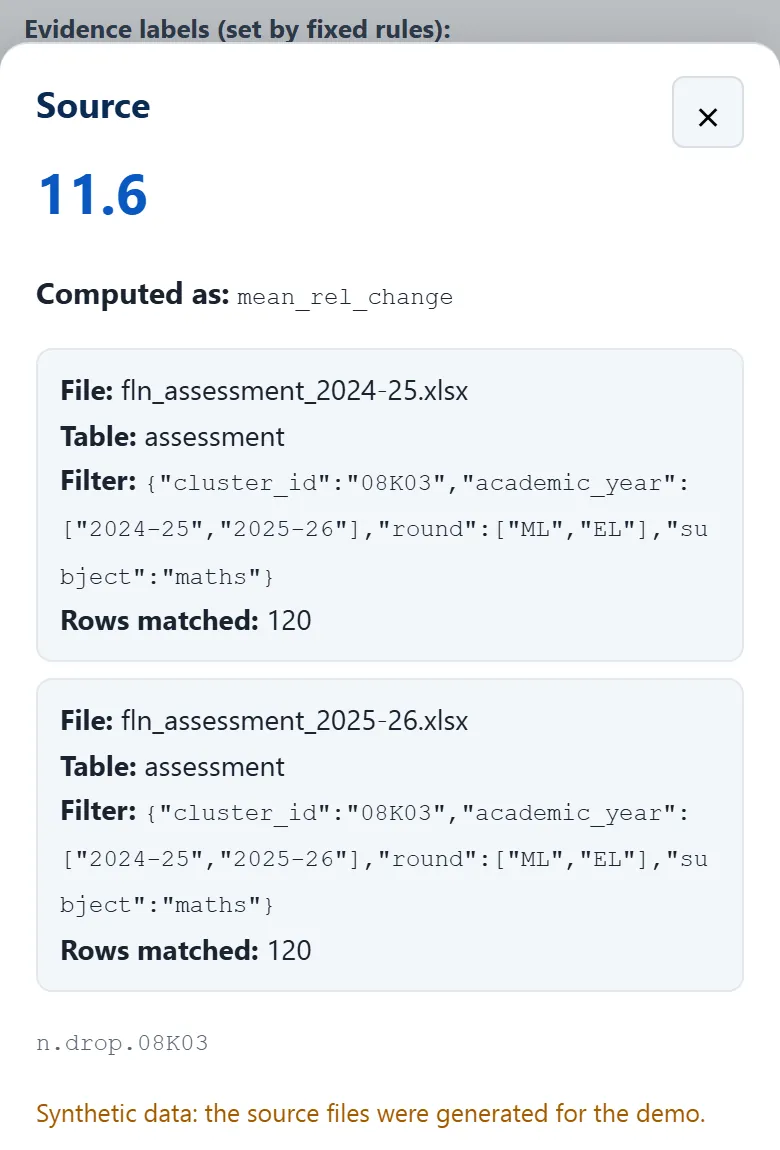 Evidence labels (set by fixed rules):
Source
×
11.6
Computed as: mean_rel_change
File: fln_assessment_2024-25.xlsx
Table: assessment
Filter: {"cluster_id":"08K03","academic_year":
["2024-25","2025-26"],"round":["ML","EL"],"su
bject":"maths"}
Rows matched: 120
File: fln_assessment_2025-26.xlsx
Table: assessment
Filter: {"cluster_id":"08K03","academic_year":
["2024-25","2025-26"],"round":["ML","EL"],"su
bject":"maths"}
Rows matched: 120
n.drop.08K03
Synthetic data: the source files were generated for the demo.